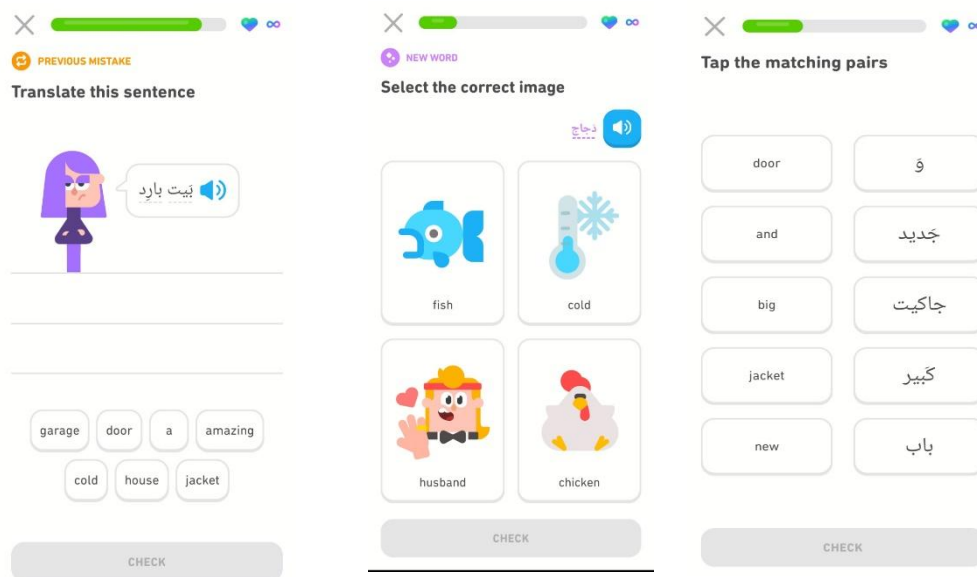 PREVIOUS MISTAKE
Translate this sentence
بَيت بارِد
garage door a amazing
cold house jacket
CHECK
NEW WORD
Select the correct image
دَجاج
fish cold
husband chicken
CHECK
Tap the matching pairs
door وَ
and جَديد
big جاكيت
jacket كَبير
new باب
CHECK